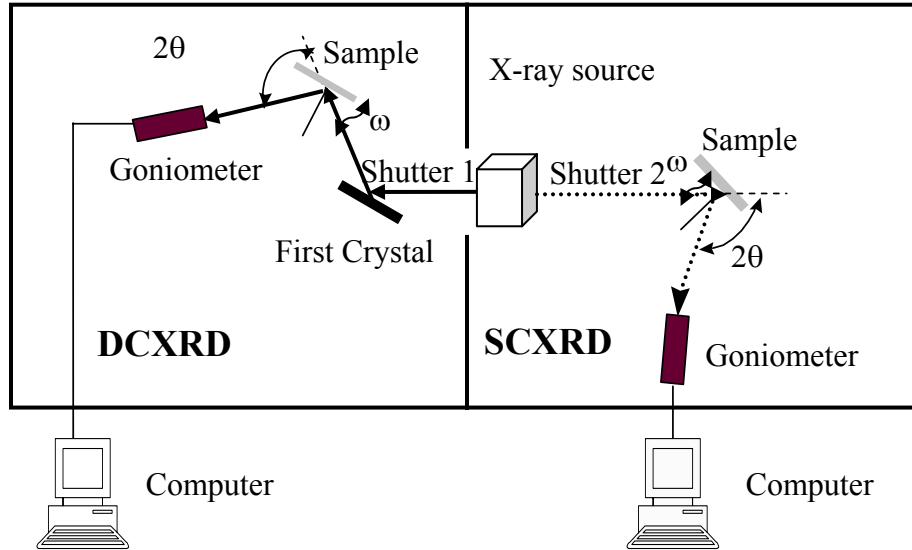 2θ
Sample
ω
Goniometer
Shutter 1
First Crystal
DCXRD
X-ray source
Sample
Shutter 2
ω
2θ
SCXRD
Goniometer
Computer
Computer